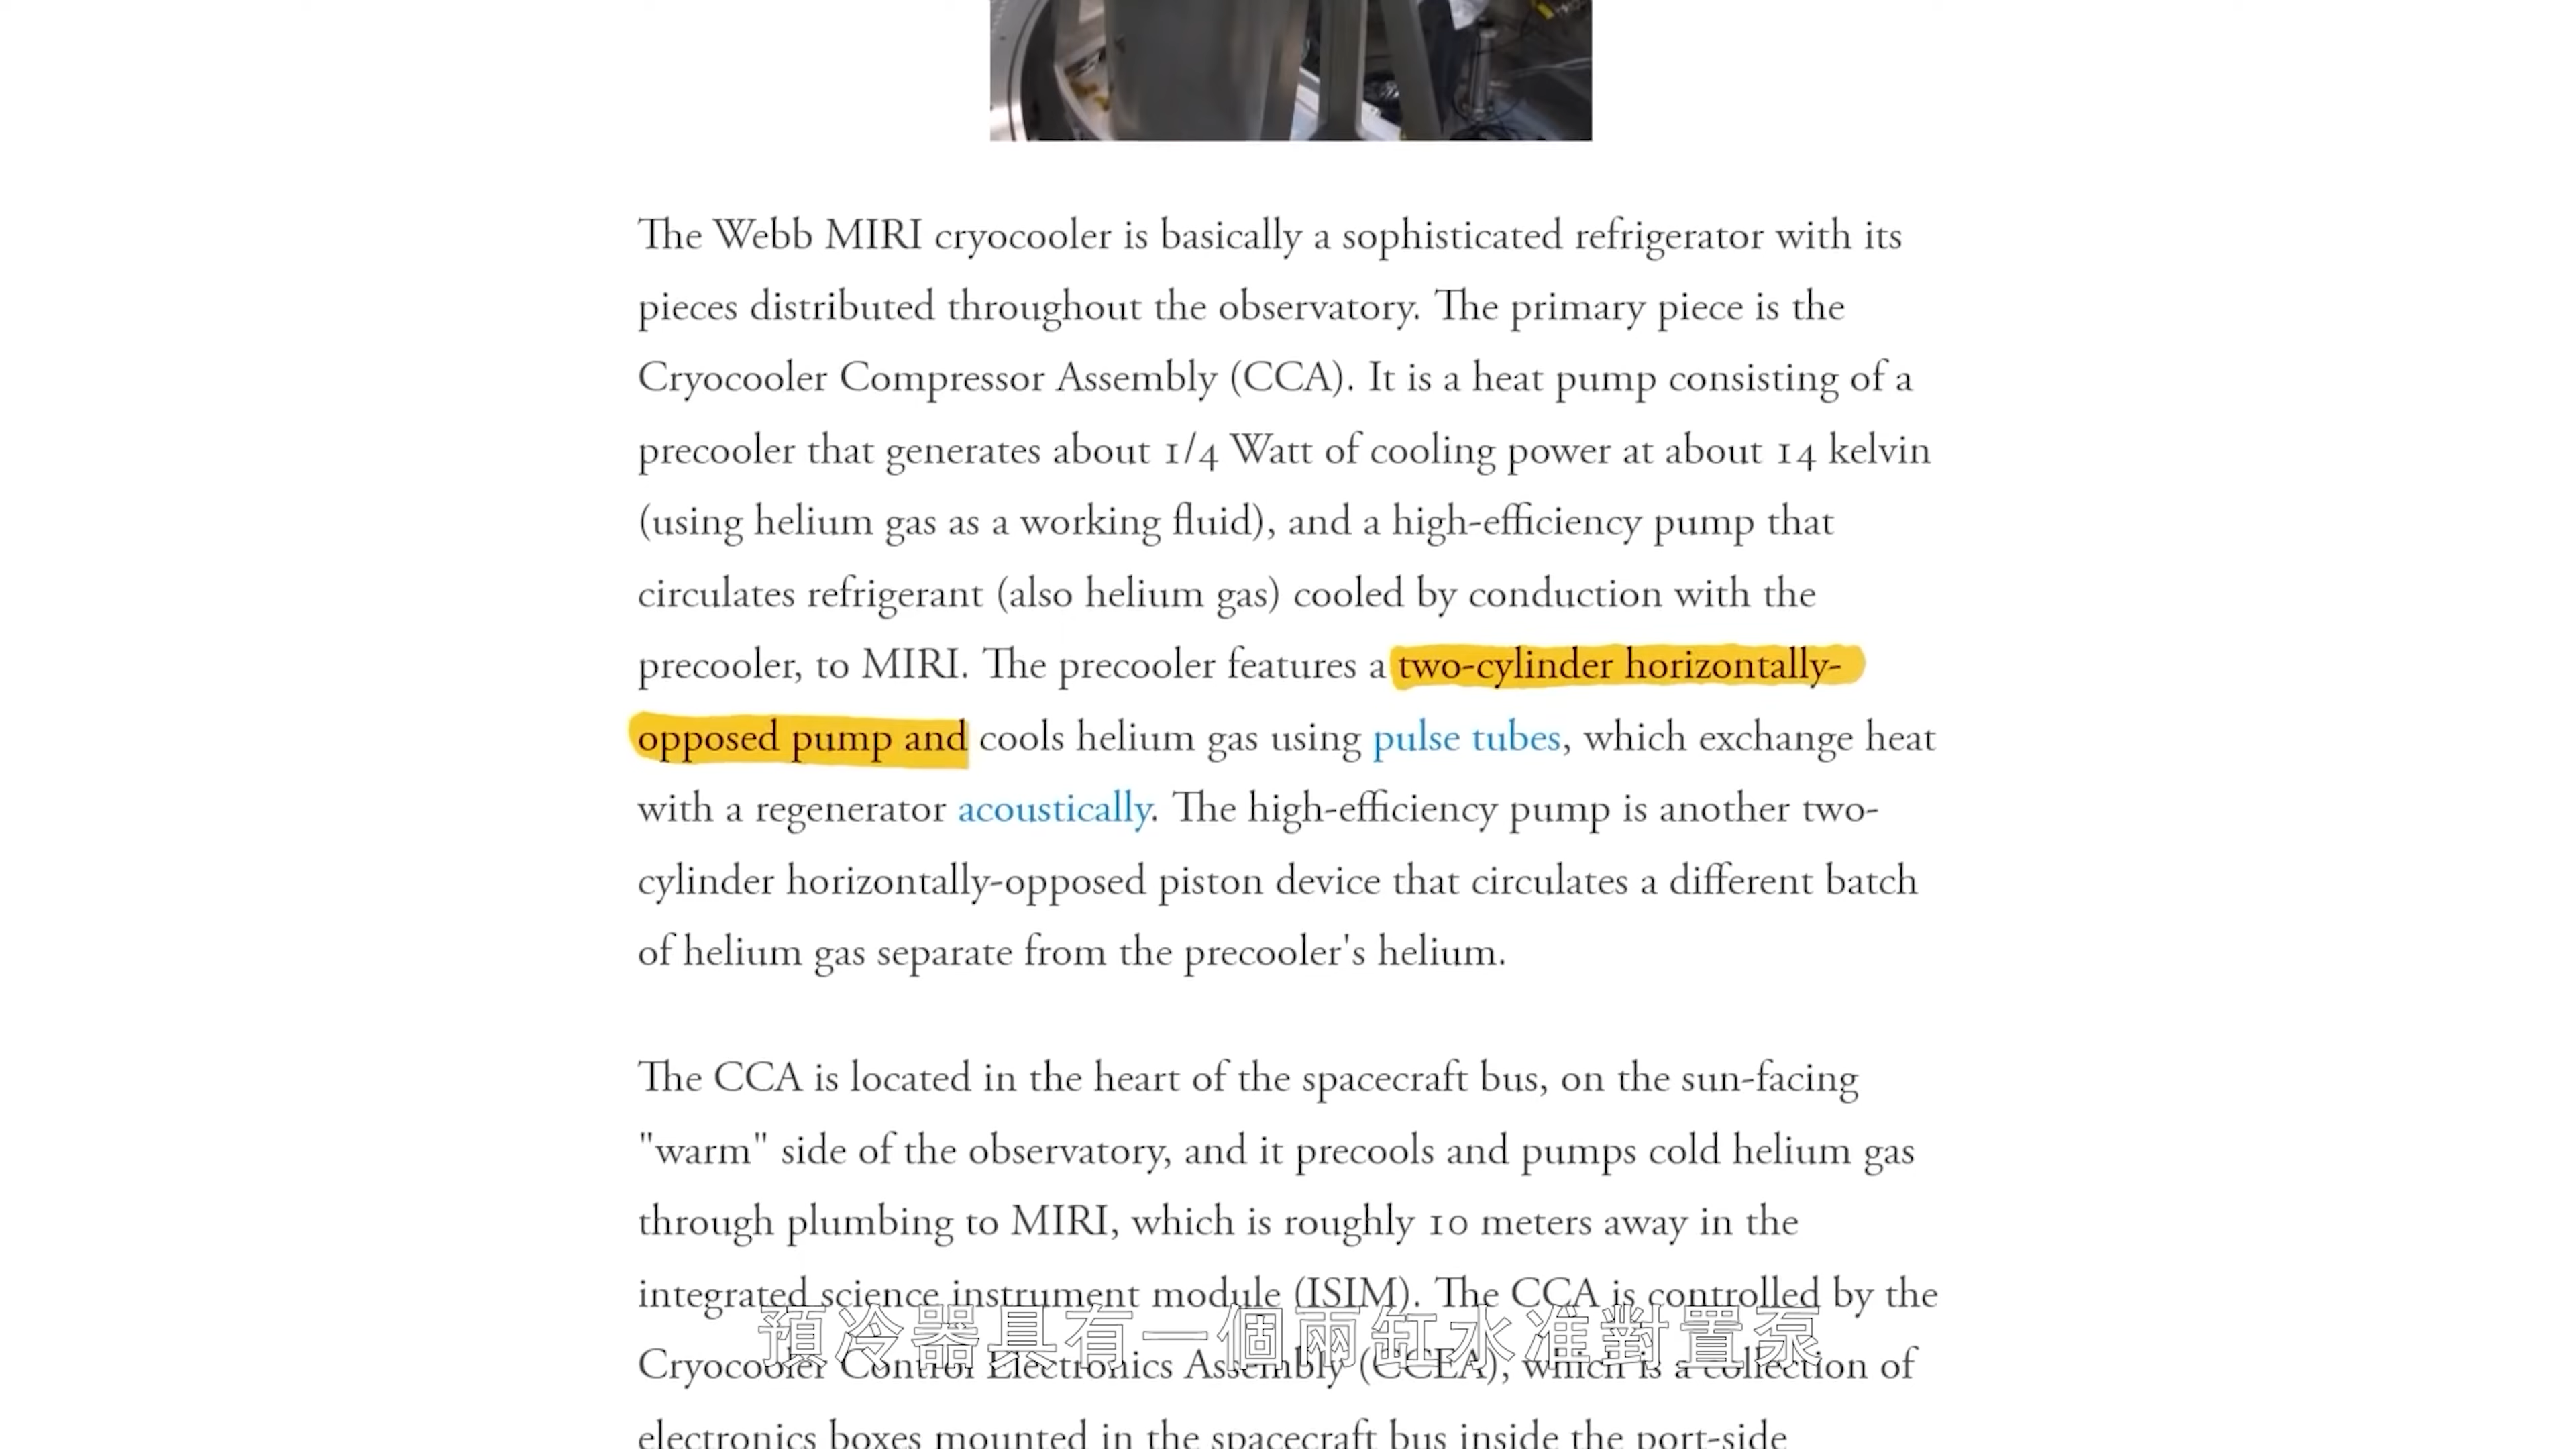 The Webb MIRI cryocooler is basically a sophisticated refrigerator with its
pieces distributed throughout the observatory. The primary piece is the
Cryocooler Compressor Assembly (CCA). It is a heat pump consisting of a
precooler that generates about 1/4 Watt of cooling power at about 14 kelvin
(using helium gas as a working fluid), and a high-efficiency pump that
circulates refrigerant (also helium gas) cooled by conduction with the
precooler, to MIRI. The precooler features a two-cylinder horizontally-
opposed pump and cools helium gas using pulse tubes, which exchange heat
with a regenerator acoustically. The high-efficiency pump is another two-
cylinder horizontally-opposed piston device that circulates a different batch
of helium gas separate from the precooler's helium.
The CCA is located in the heart of the spacecraft bus, on the sun-facing
"warm" side of the observatory, and it precools and pumps cold helium gas
through plumbing to MIRI, which is roughly 10 meters away in the
integrated science instrument module (ISIM). The CCA is controlled by the
預冷器具有一個兩缸水准對置泵
Cryocooler Control Electronics Assembly (CCEA), which is a collection of
electronics boxes mounted in the spacecraft bus inside the port-side